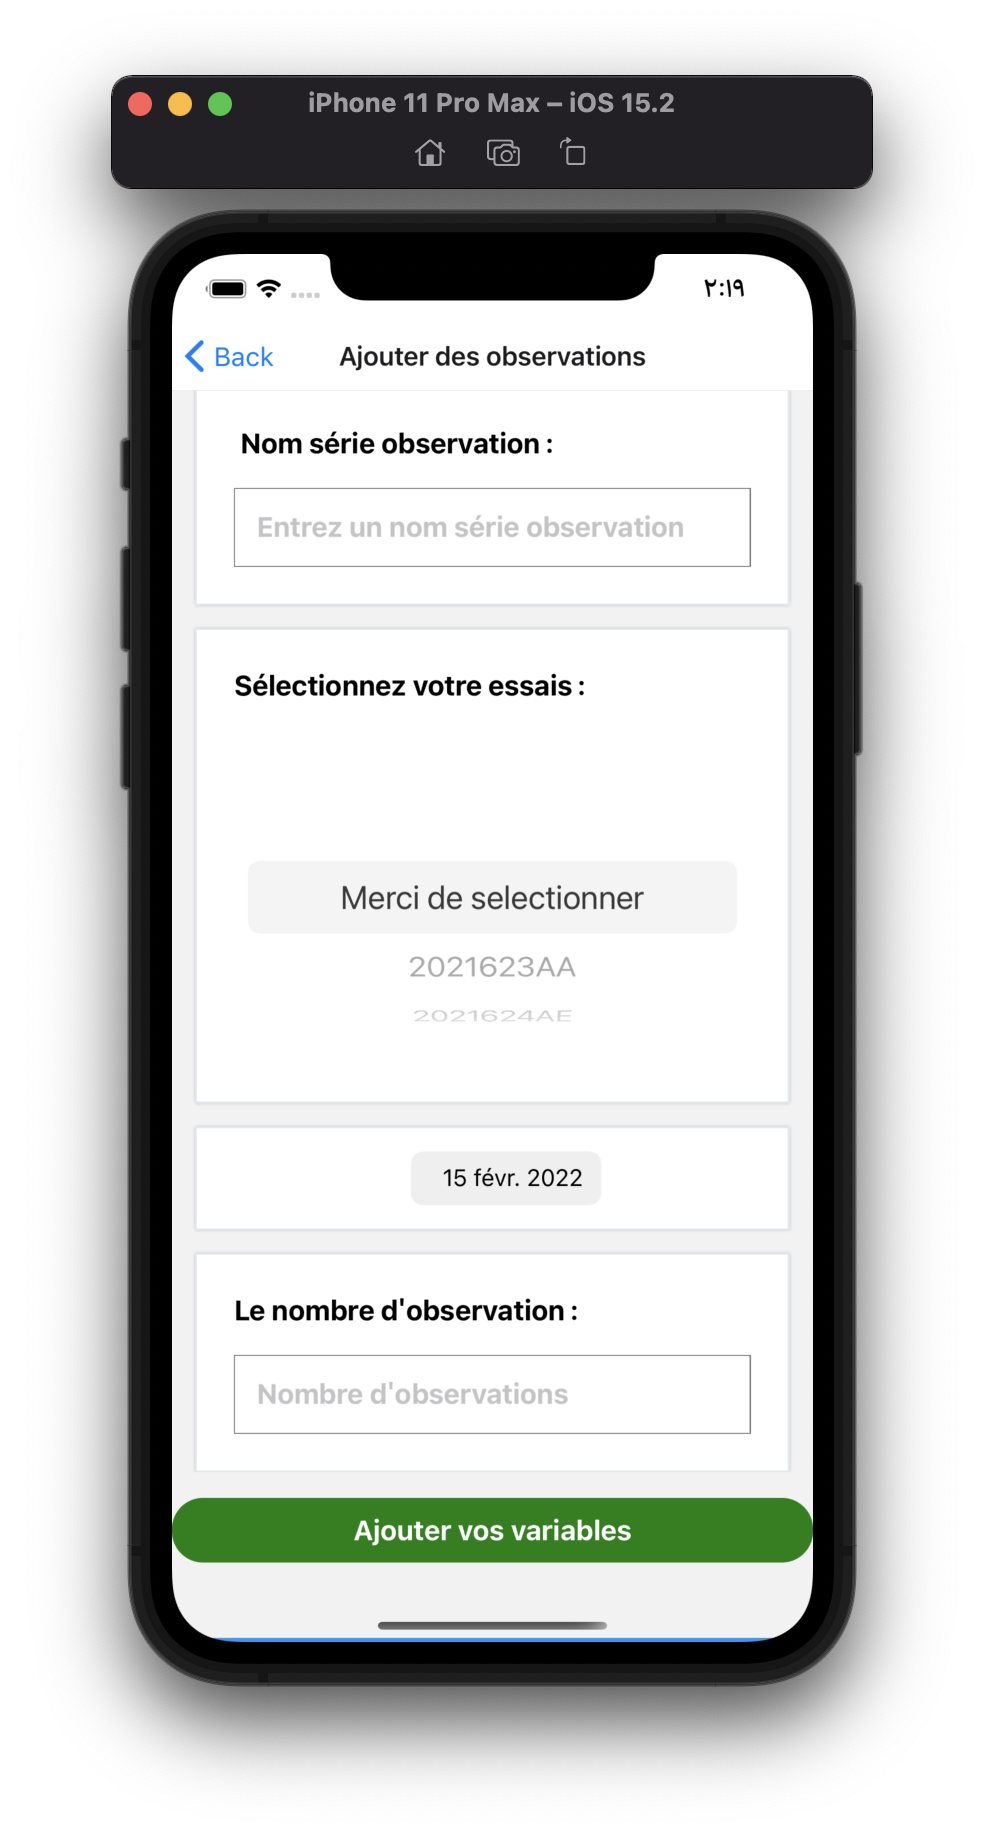 iPhone 11 Pro Max – iOS 15.2
٢:١٩
Back
Ajouter des observations
Nom série observation :
Entrez un nom série observation
Sélectionnez votre essais :
Merci de selectionner
2021623AA
2021624AE
15 févr. 2022
Le nombre d'observation :
Nombre d'observations
Ajouter vos variables